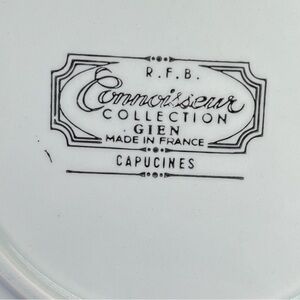 R.F.B.
Connoisseur
COLLECTION
GIEN
MADE IN FRANCE
CAPUCINES